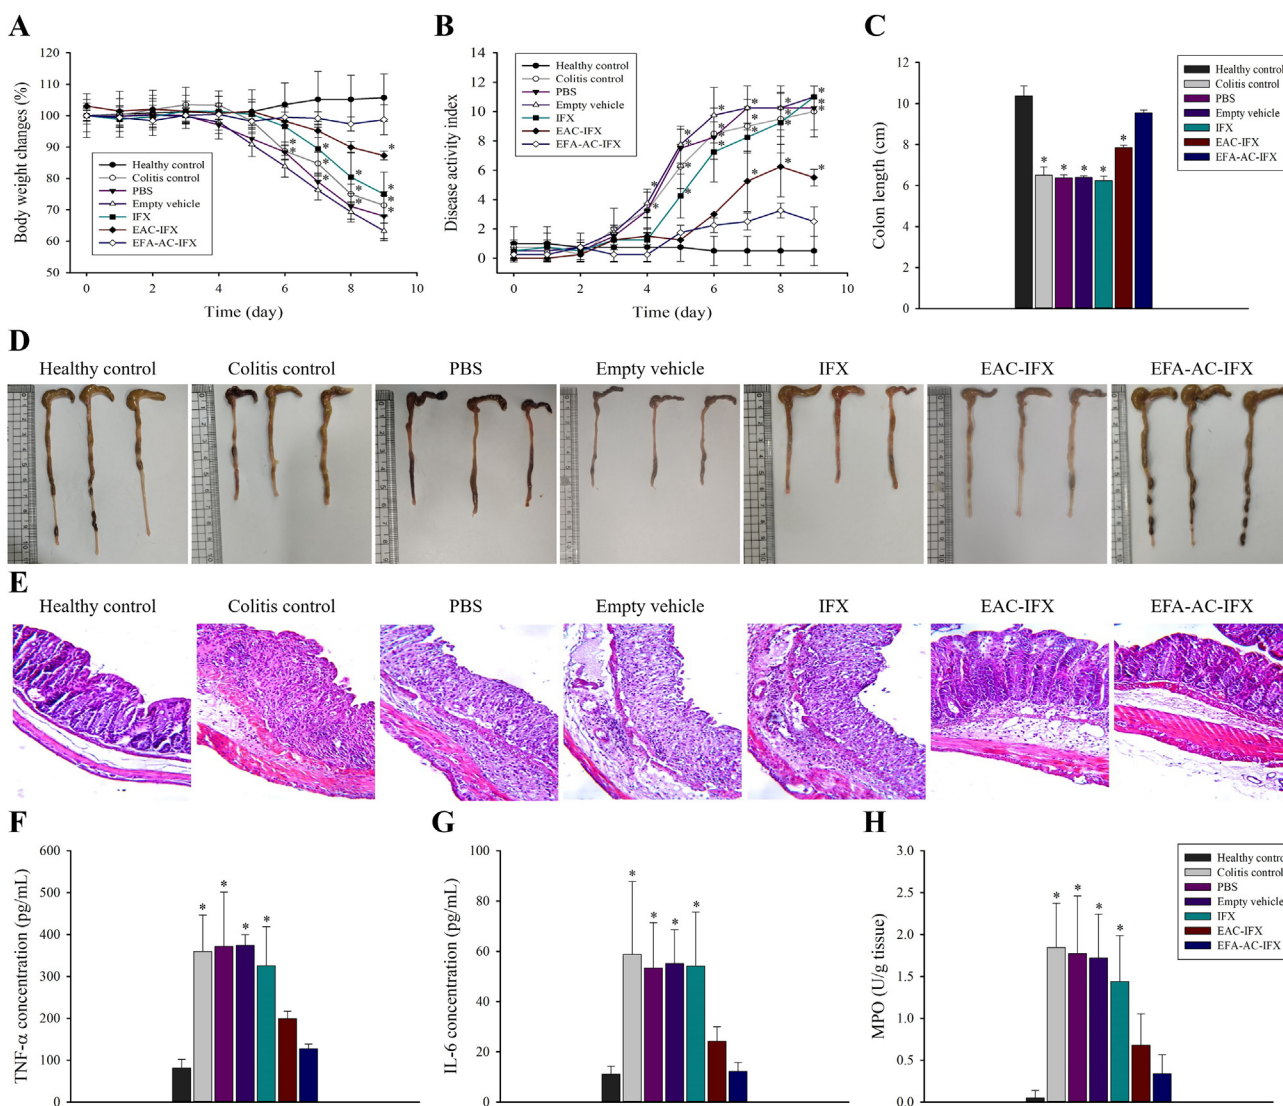 A
Body weight changes (%)
120
110
100
90
80
70
60
50
0
2
4
6
8
10
Time (day)
Healthy control
Colitis control
PBS
Empty vehicle
IFX
EAC-IFX
EFA-AC-IFX
* * * *
* * *
* * * *
B
Disease activity index
14
12
10
8
6
4
2
0
0
2
4
6
8
10
Time (day)
Healthy control
Colitis control
PBS
Empty vehicle
IFX
EAC-IFX
EFA-AC-IFX
C
Colon length (cm)
12
10
8
6
4
2
0
* * * * *
Healthy control
Colitis control
PBS
Empty vehicle
IFX
EAC-IFX
EFA-AC-IFX
D
Healthy control
Colitis control
PBS
Empty vehicle
IFX
EAC-IFX
EFA-AC-IFX
E
Healthy control
Colitis control
PBS
Empty vehicle
IFX
EAC-IFX
EFA-AC-IFX
F
TNF-α concentration (pg/mL)
600
500
400
300
200
100
0
* * * *
G
IL-6 concentration (pg/mL)
100
80
60
40
20
0
* * * *
H
MPO (U/g tissue)
3.0
2.5
2.0
1.5
1.0
0.5
0.0
* * * *
Healthy control
Colitis control
PBS
Empty vehicle
IFX
EAC-IFX
EFA-AC-IFX